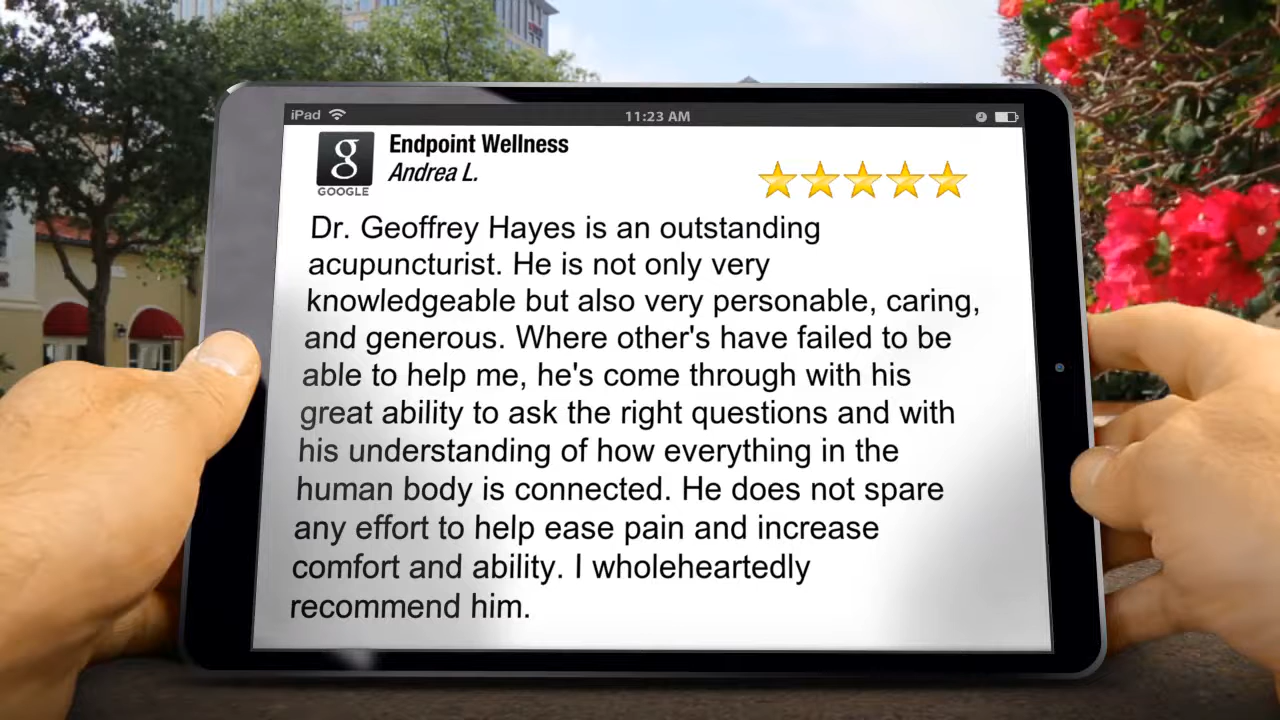 iPad
11:23 AM
g
GOOGLE
Endpoint Wellness
Andrea L.
Dr. Geoffrey Hayes is an outstanding
acupuncturist. He is not only very
knowledgeable but also very personable, caring,
and generous. Where other's have failed to be
able to help me, he's come through with his
great ability to ask the right questions and with
his understanding of how everything in the
human body is connected. He does not spare
any effort to help ease pain and increase
comfort and ability. I wholeheartedly
recommend him.